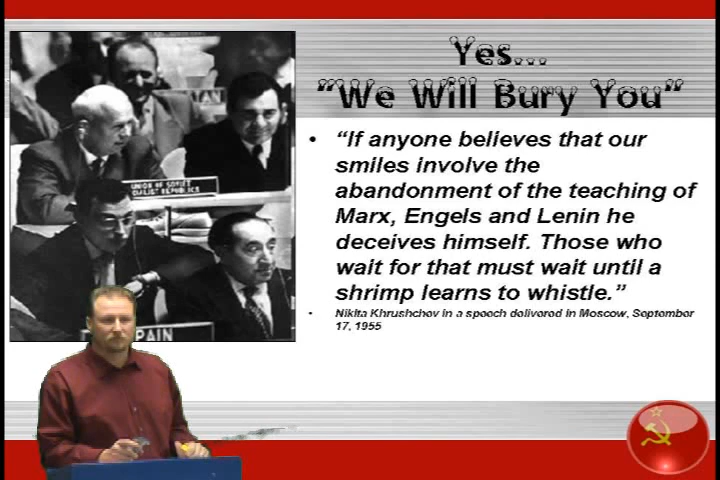 Yes...
"We Will Bury You"
• "If anyone believes that our
smiles involve the
abandonment of the teaching of
Marx, Engels and Lenin he
deceives himself. Those who
wait for that must wait until a
shrimp learns to whistle."
• Nikita Khrushchev in a speech delivered in Moscow, September
17, 1955
UNION OF SOVIET
SOCIALIST REPUBLICS
PAIN